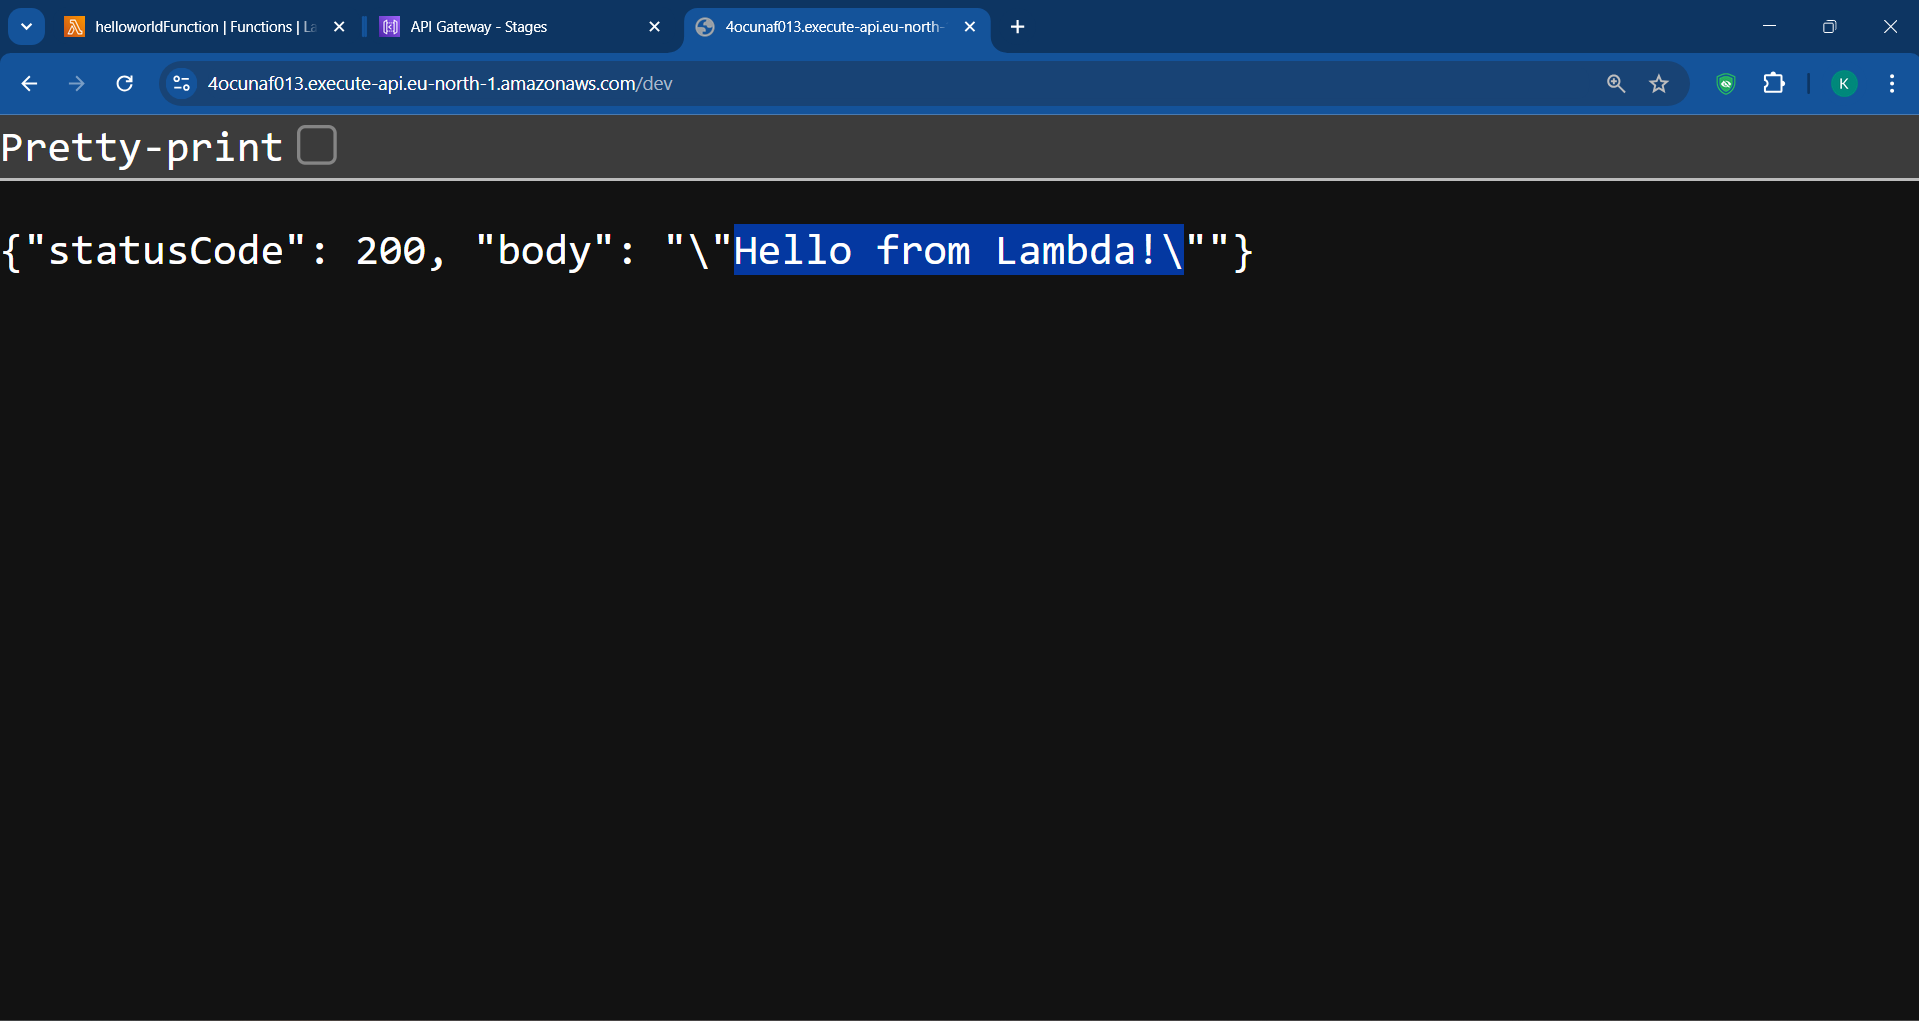 helloworldFunction | Functions | La
API Gateway - Stages
4ocunaf013.execute-api.eu-north-
4ocunaf013.execute-api.eu-north-1.amazonaws.com/dev
K
Pretty-print
{"statusCode": 200, "body": "\"Hello from Lambda!\""}